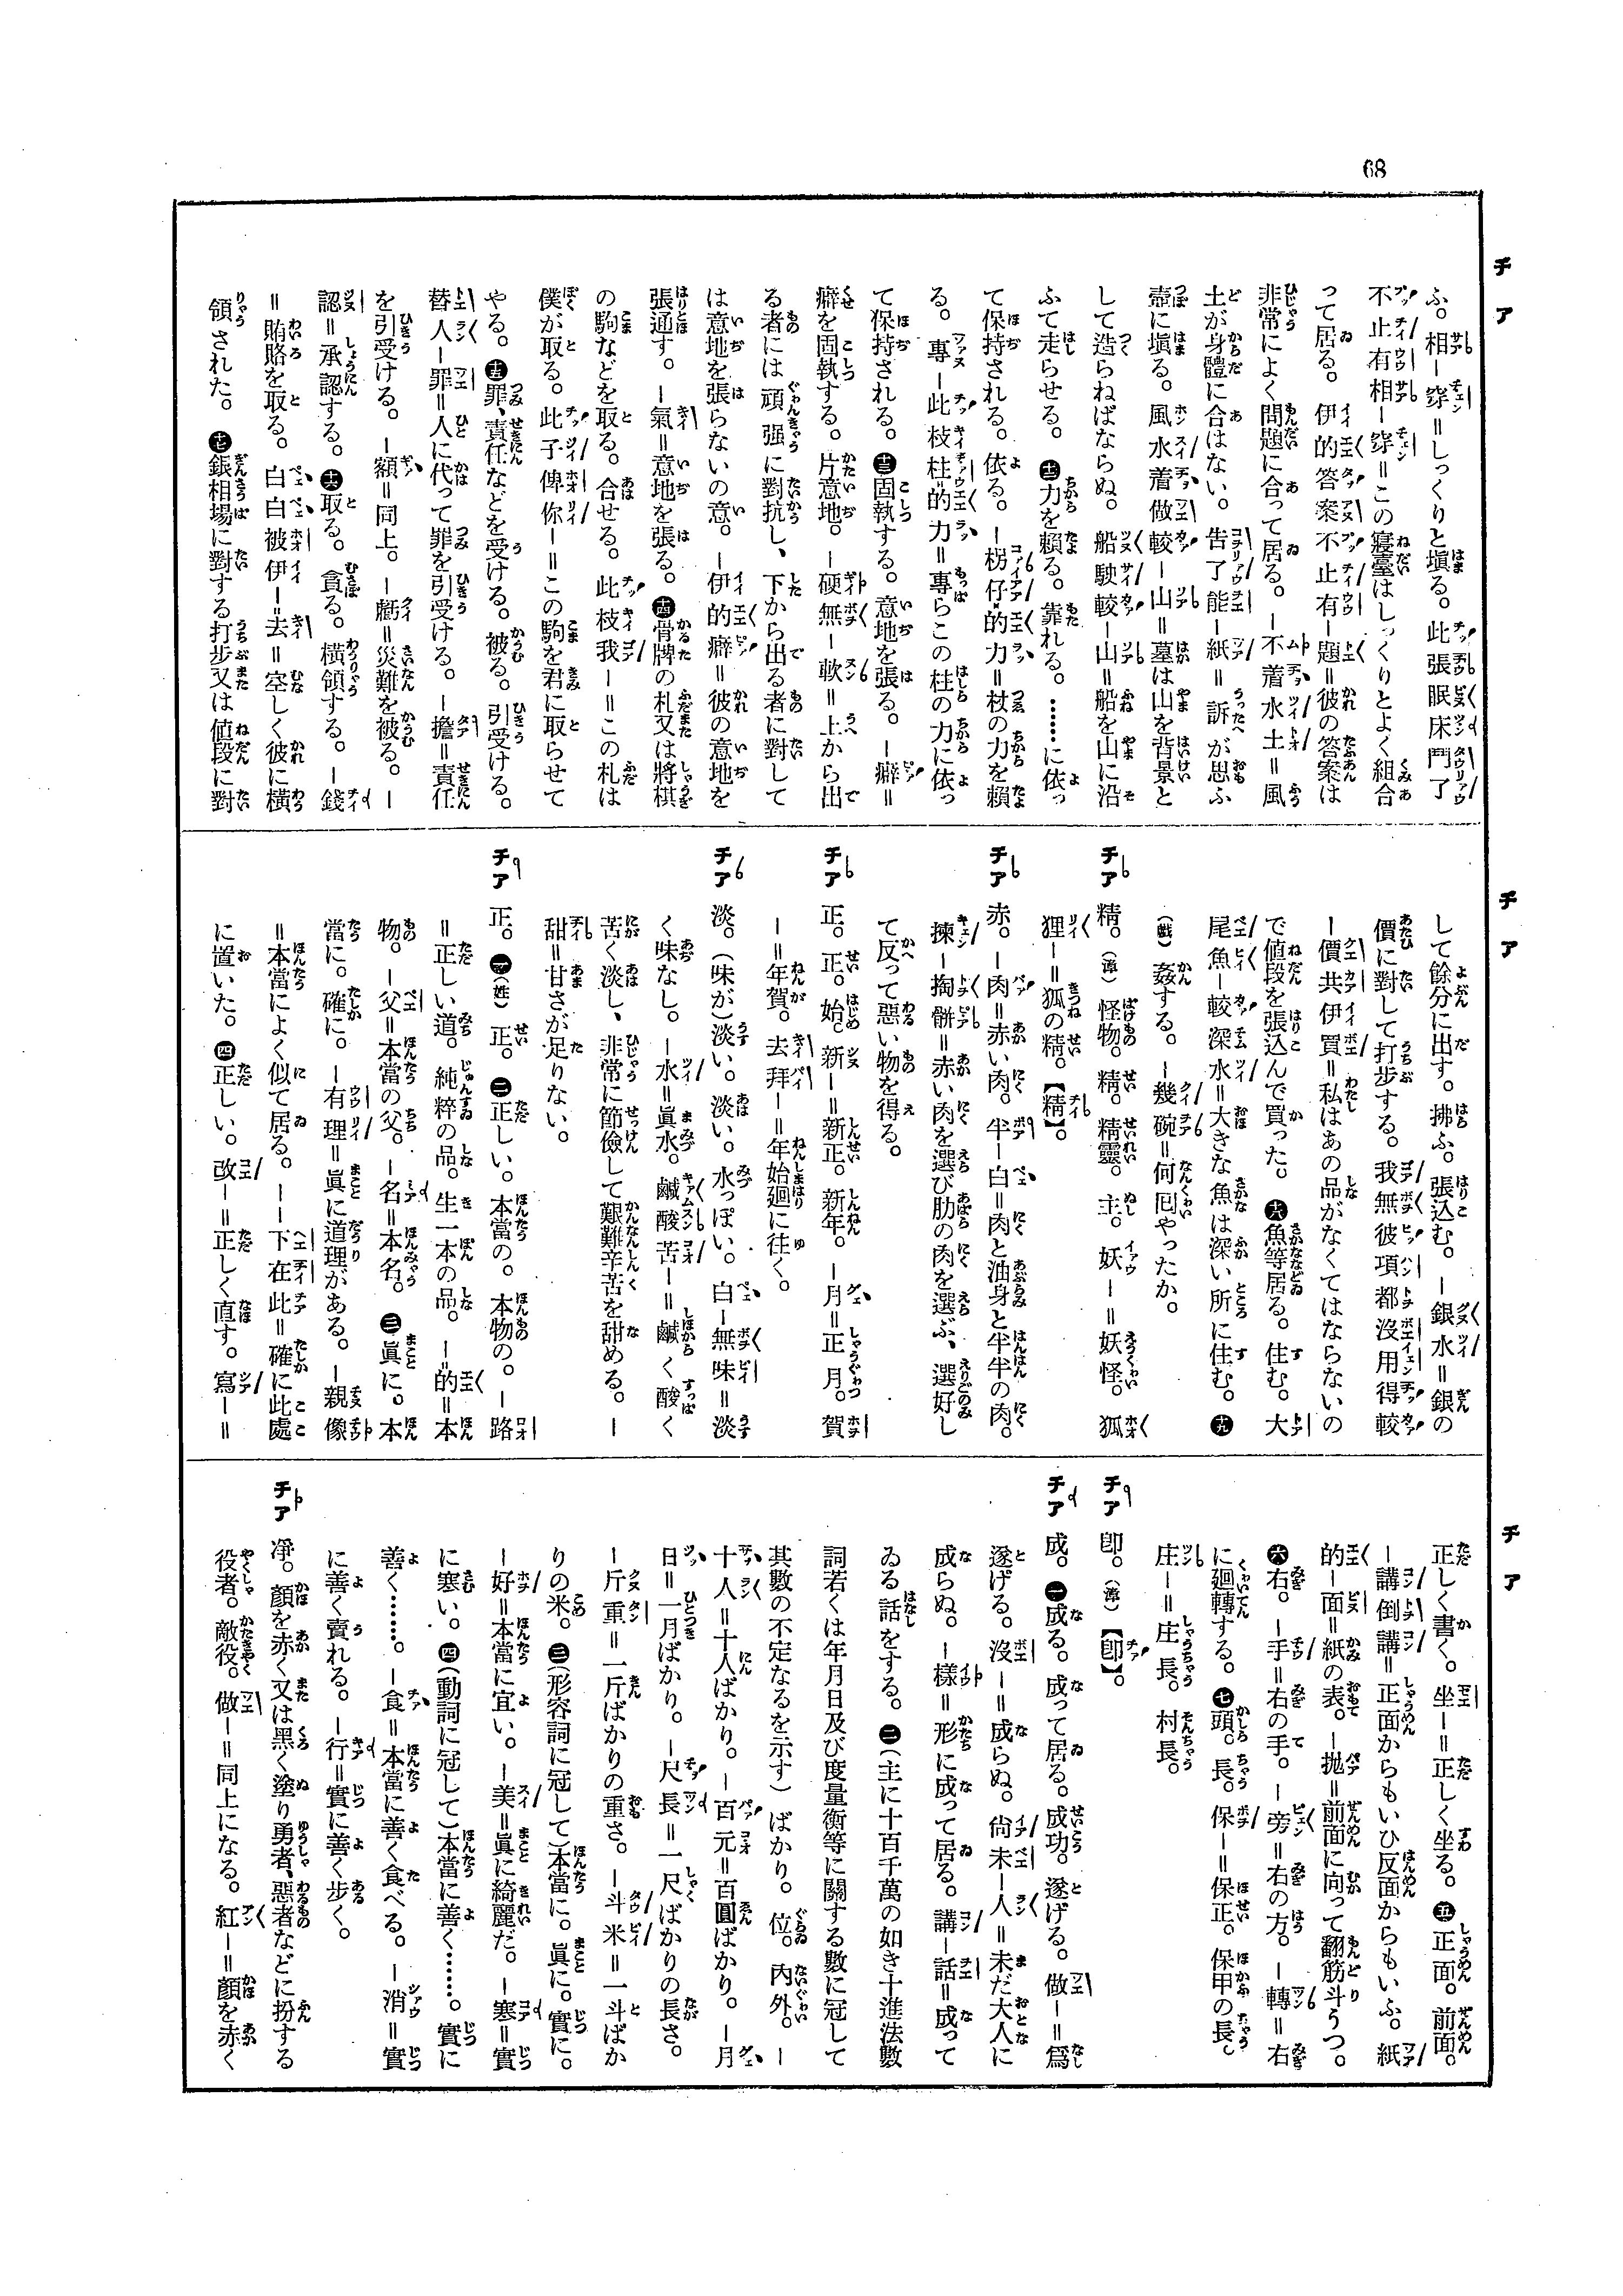 68
チア
ふ。相ー穿＝しっくりと塡る。此張眠床鬥了
不止有相ー穿＝この寢臺はしっくりとよく組合
って居る。伊的答案不止有ー題＝彼の答案は
非常によく問題に合って居る。ー不着水土＝風
土が身體に合はない。告了能ー紙＝訴が思ふ
壺に塡る。風水着做較ー山＝墓は山を背景と
して造らねばならぬ。船駛較ー山＝船を山に沿
ふて走らせる。㊉力を賴る。靠れる。……に依っ
て保持される。依る。ー柺仔的力＝杖の力を賴
る。專ー此枝柱的力＝專らこの柱の力に依っ
て保持される。固執する。意地を張る。ー癖＝
癖を固執する。片意地。ー硬無ー軟＝上から出
る者には頑强に對抗し、下から出る者に對して
は意地を張らないの意。ー伊的癖＝彼の意地を
張通す。ー氣＝意地を張る。骨牌の札又は將棋
の駒などを取る。合せる。此枝我ー＝この札は
僕が取る。此子俾你ー＝この駒を君に取らせて
やる。罪、責任などを受ける。被る。引受ける。
替人ー罪＝人に代って罪を引受ける。ー擔＝責任
を引受ける。ー額＝同上。ー＝災難を被る。ー
認＝承認する。取る。貪る。橫領する。ー錢
＝賄賂を取る。白白被伊ー去＝空しく彼に橫
領された。銀相場に對する打步又は値段に對
チア
して餘分に出す。拂ふ。張込む。ー銀水＝銀の
價に對して打步する。我無彼項都沒用得較
ー價共伊買＝私はあの品がなくてはならないの
で値段を張込んで買った。魚等居る。住む。大
尾魚ー較深水＝大きな魚は深い所に住む。
(戲)姦する。ー幾碗＝何回やったか。
チア 精。(漳)怪物。精。精靈。主。妖ー＝妖怪。狐
狸ー＝狐の精。【精】。
チア 赤。ー肉＝赤い肉。半ー白＝肉と油身と半半の肉。
揀ー掏骿＝赤い肉を選び肋の肉を選ぶ、選好し
て反って惡い物を得る。
チア 正。正。始。新ー＝新正。新年。ー月＝正月。賀
ー＝年賀。去拜ー＝年始廻に往く。
チア 淡。(味が)淡い。淡い。水っぽい。白ー無味＝淡
く味なし。ー水＝眞水。鹹酸苦ー＝鹹く酸く
苦く淡し、非常に節儉して艱難辛苦を甜める。ー
甜＝甘さが足りない。
チア 正。㊀(姓)正。㊁正しい。本當の。本物の。ー路
＝正しい道。純粹の品。生一本の品。ー的＝本
物。ー父＝本當の父。ー名＝本名。㊂眞に。本
當に。確に。ー有理＝眞に道理がある。ー親像
＝本當によく似て居る。ーー下在此＝確に此處
に置いた。㊃正しい。改ー＝正しく直す。寫ー＝
チア
正しく書く。坐ー＝正しく坐る。㊄正面。前面。
ー講倒講＝正面からもいひ反面からもいふ。紙
的ー面＝紙の表。ー拋＝前面に向って翻筋斗うつ。
㊅右。ー手＝右の手。ー旁＝右の方。ー轉＝右
に廻轉する。㊆頭。長。保ー＝保正。保甲の長。
庄ー＝庄長。村長。
チア 卽。(漳)【卽】。
チア 成。㊀成る。成って居る。成功。遂げる。做ー＝爲
遂げる。沒ー＝成らぬ。尙未ー人＝未だ大人に
成らぬ。ー樣＝形に成って居る。講ー話＝成って
ゐる話をする。㊁(主に十百千萬の如き十進法數
詞若くは年月日及び度量衡等に關する數に冠して
其數の不定なるを示す)ばかり。位。內外。ー
十人＝十人ばかり。ー百元＝百圓ばかり。ー月
日＝一月ばかり。ー尺長＝一尺ばかりの長さ。
ー斤重＝一斤ばかりの重さ。ー斗米＝一斗ばか
りの米。㊂(形容詞に冠して)本當に。眞に。實に。
ー好＝本當に宜い。ー美＝眞に綺麗だ。ー寒＝實
に寒い。㊃(動詞に冠して)本當に善く……。實に
善く……。ー食＝本當に善く食べる。ー消＝實
に善く賣れる。ー行＝實に善く步く。
チア 淨。顏を赤く又は黑く塗り勇者、惡者などに扮する
役者。敵役。做ー＝同上になる。紅ー＝顏を赤く